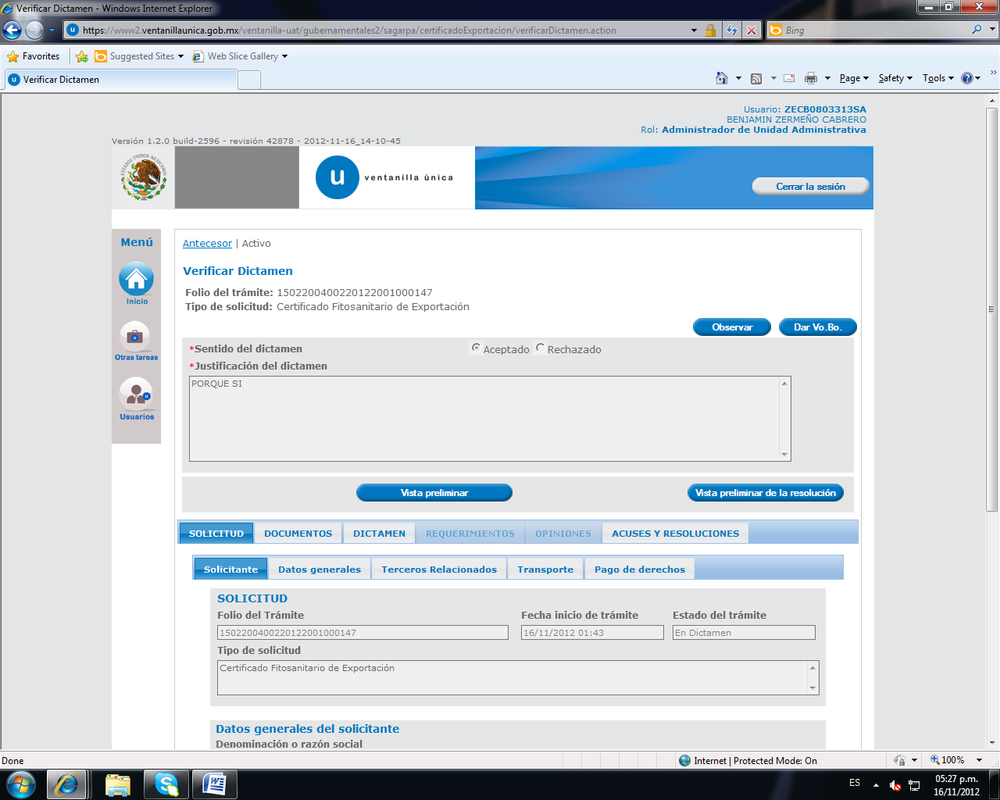 Verificar Dictamen - Windows Internet Explorer
https://www2.ventanillaunica.gob.mx/ventanilla-uat/gubernamentales2/sagarpa/certificadoExportacion/verificarDictamen.action
Bing
Favorites
Suggested Sites
Web Slice Gallery
Verificar Dictamen
Page
Safety
Tools
Usuario: ZECB0803313SA
BENJAMIN ZERMEÑO CABRERO
Rol: Administrador de Unidad Administrativa
Versión 1.2.0 build-2596 - revisión 42878 - 2012-11-16_14-10-45
ESTADOS UNIDOS MEXICANOS
u ventanilla única
Cerrar la sesión
Menú
Inicio
Otras tareas
Usuarios
Antecesor | Activo
Verificar Dictamen
Folio del trámite: 1502200400220122001000147
Tipo de solicitud: Certificado Fitosanitario de Exportación
Observar
Dar Vo.Bo.
*Sentido del dictamen
Aceptado
Rechazado
*Justificación del dictamen
PORQUE SI
Vista preliminar
Vista preliminar de la resolución
SOLICITUD
DOCUMENTOS
DICTAMEN
REQUERIMIENTOS
OPINIONES
ACUSES Y RESOLUCIONES
Solicitante
Datos generales
Terceros Relacionados
Transporte
Pago de derechos
SOLICITUD
Folio del Trámite
Fecha inicio de trámite
Estado del trámite
1502200400220122001000147
16/11/2012 01:43
En Dictamen
Tipo de solicitud
Certificado Fitosanitario de Exportación
Datos generales del solicitante
Denominación o razón social
Done
Internet | Protected Mode: On
100%
ES
05:27 p.m.
16/11/2012